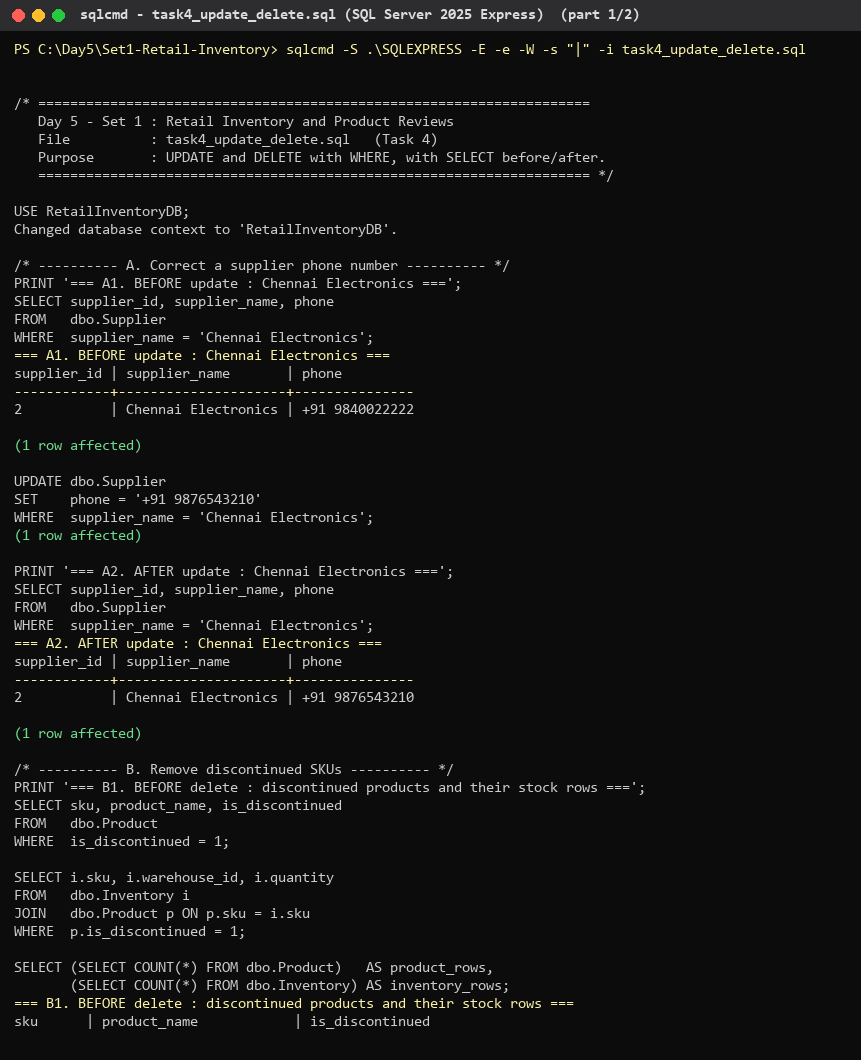 sqlcmd - task4_update_delete.sql (SQL Server 2025 Express)  (part 1/2)
PS C:\Day5\Set1-Retail-Inventory> sqlcmd -S .\SQLEXPRESS -E -e -W -s "|" -i task4_update_delete.sql
/* =====================================================================
   Day 5 - Set 1 : Retail Inventory and Product Reviews
   File          : task4_update_delete.sql   (Task 4)
   Purpose       : UPDATE and DELETE with WHERE, with SELECT before/after.
   ===================================================================== */
USE RetailInventoryDB;
Changed database context to 'RetailInventoryDB'.
/* ---------- A. Correct a supplier phone number ---------- */
PRINT '=== A1. BEFORE update : Chennai Electronics ===';
SELECT supplier_id, supplier_name, phone
FROM   dbo.Supplier
WHERE  supplier_name = 'Chennai Electronics';
=== A1. BEFORE update : Chennai Electronics ===
supplier_id | supplier_name       | phone
------------+---------------------+---------------
2           | Chennai Electronics | +91 9840022222
(1 row affected)
UPDATE dbo.Supplier
SET    phone = '+91 9876543210'
WHERE  supplier_name = 'Chennai Electronics';
(1 row affected)
PRINT '=== A2. AFTER update : Chennai Electronics ===';
SELECT supplier_id, supplier_name, phone
FROM   dbo.Supplier
WHERE  supplier_name = 'Chennai Electronics';
=== A2. AFTER update : Chennai Electronics ===
supplier_id | supplier_name       | phone
------------+---------------------+---------------
2           | Chennai Electronics | +91 9876543210
(1 row affected)
/* ---------- B. Remove discontinued SKUs ---------- */
PRINT '=== B1. BEFORE delete : discontinued products and their stock rows ===';
SELECT sku, product_name, is_discontinued
FROM   dbo.Product
WHERE  is_discontinued = 1;
SELECT i.sku, i.warehouse_id, i.quantity
FROM   dbo.Inventory i
JOIN   dbo.Product p ON p.sku = i.sku
WHERE  p.is_discontinued = 1;
SELECT (SELECT COUNT(*) FROM dbo.Product)   AS product_rows,
       (SELECT COUNT(*) FROM dbo.Inventory) AS inventory_rows;
=== B1. BEFORE delete : discontinued products and their stock rows ===
sku      | product_name            | is_discontinued